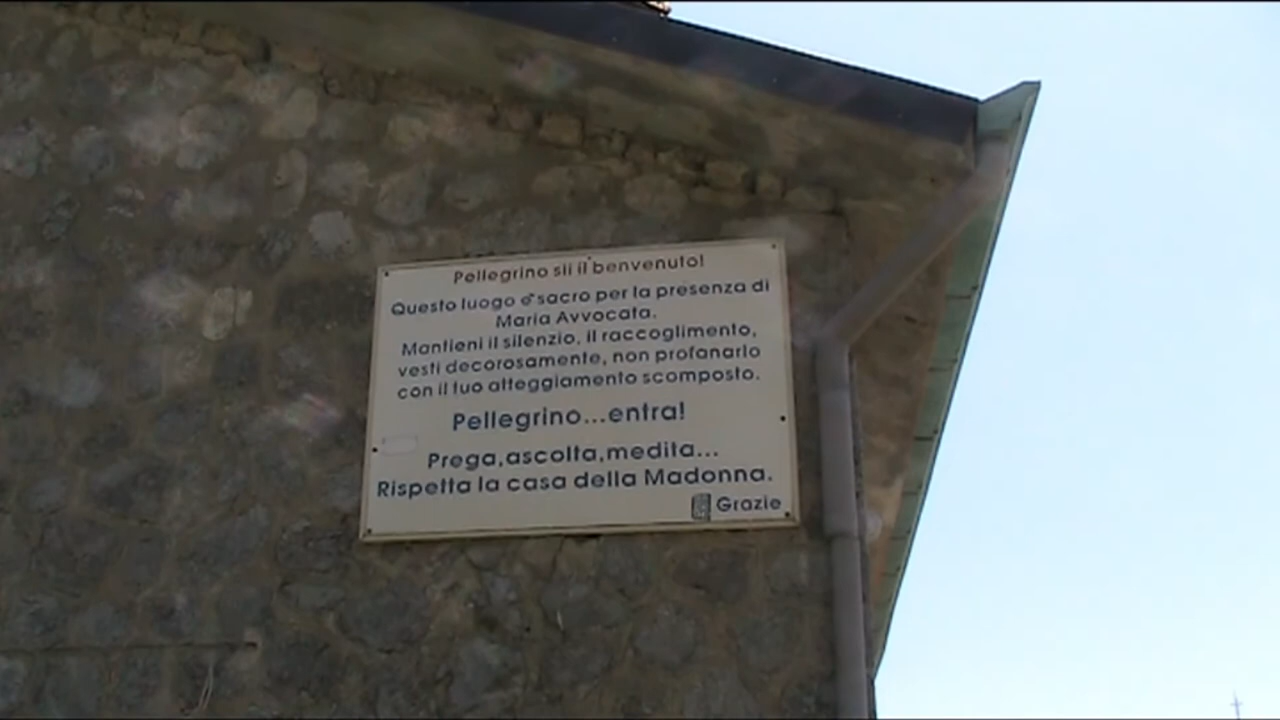 Pellegrino sii il benvenuto!
Questo luogo è sacro per la presenza di
Maria Avvocata.
Mantieni il silenzio, il raccoglimento,
vesti decorosamente, non profanarlo
con il tuo atteggiamento scomposto.
Pellegrino...entra!
Prega,ascolta,medita...
Rispetta la casa della Madonna.
Grazie